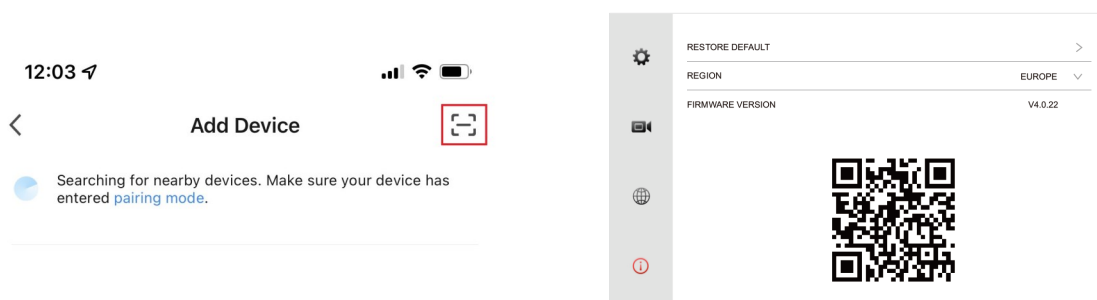 12:03
Add Device
Searching for nearby devices. Make sure your device has
entered pairing mode.
RESTORE DEFAULT
REGION EUROPE
FIRMWARE VERSION V4.0.22